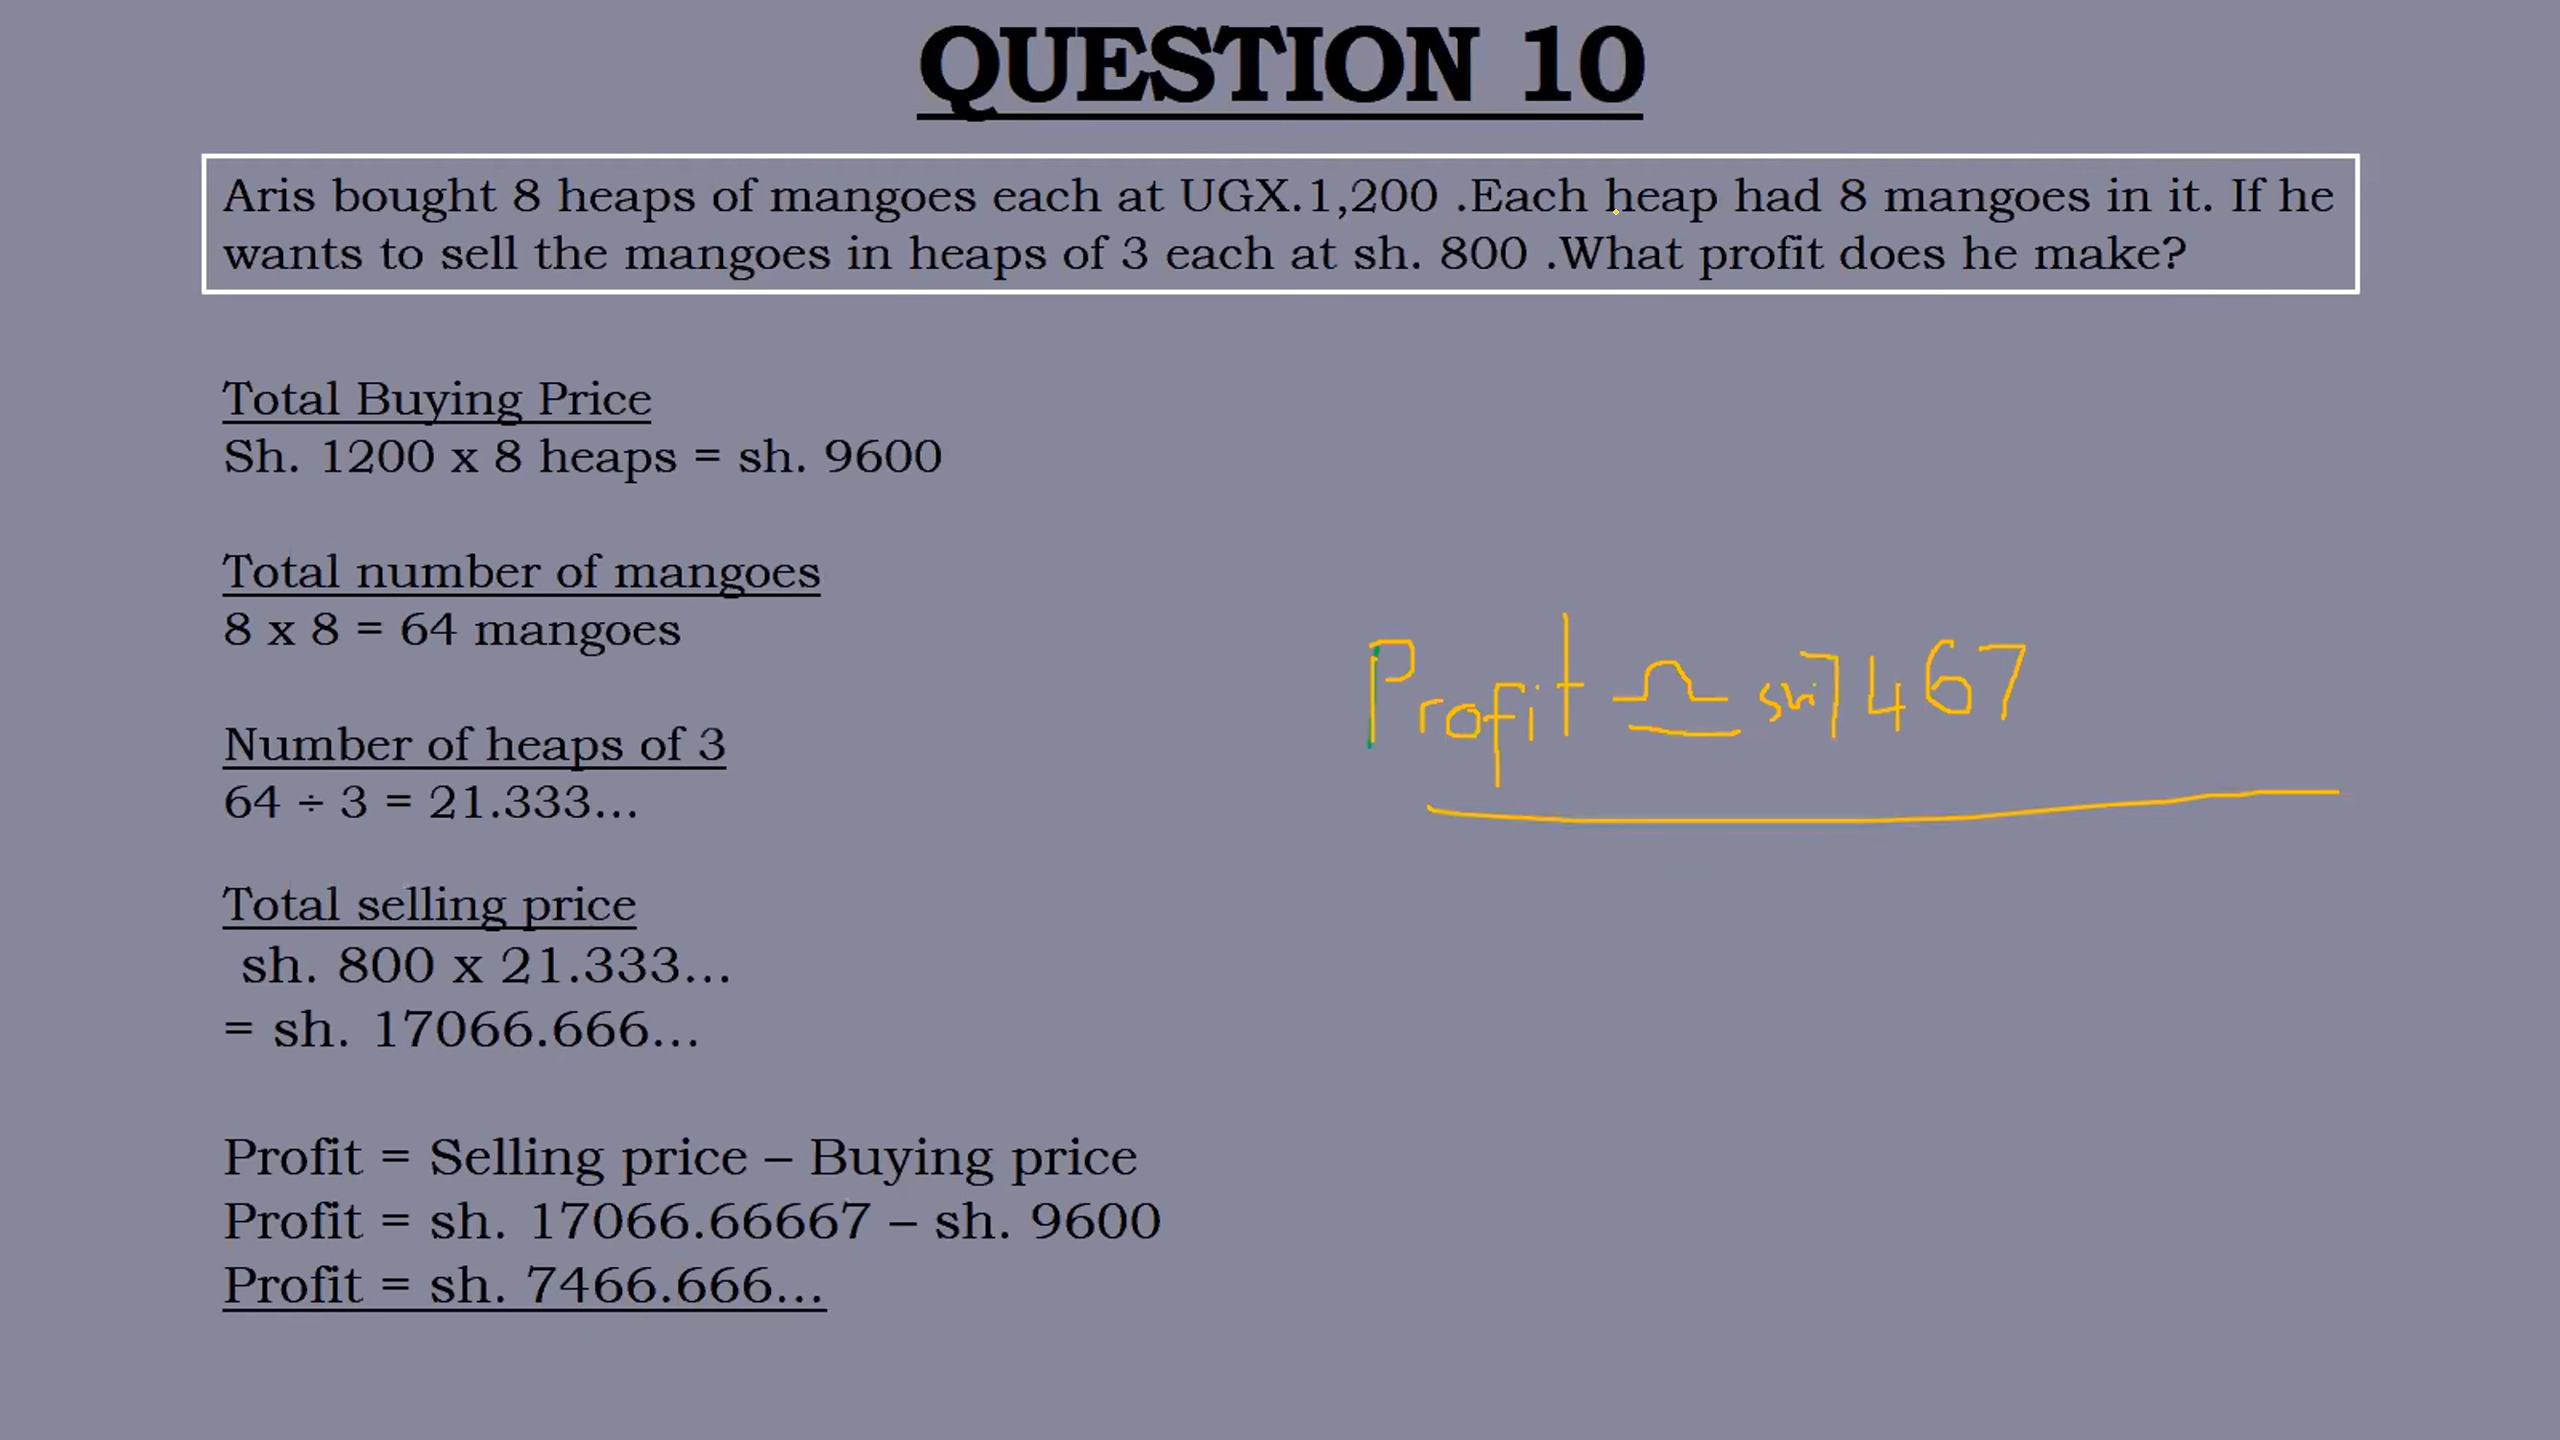 QUESTION 10
Aris bought 8 heaps of mangoes each at UGX.1,200 .Each heap had 8 mangoes in it. If he
wants to sell the mangoes in heaps of 3 each at sh. 800 .What profit does he make?
Total Buying Price
Sh. 1200 x 8 heaps = sh. 9600
Total number of mangoes
8 x 8 = 64 mangoes
Number of heaps of 3
64 ÷ 3 = 21.333...
Total selling price
sh. 800 x 21.333...
= sh. 17066.666...
Profit = Selling price – Buying price
Profit = sh. 17066.66667 – sh. 9600
Profit = sh. 7466.666...
Profit ≏ sh 7467